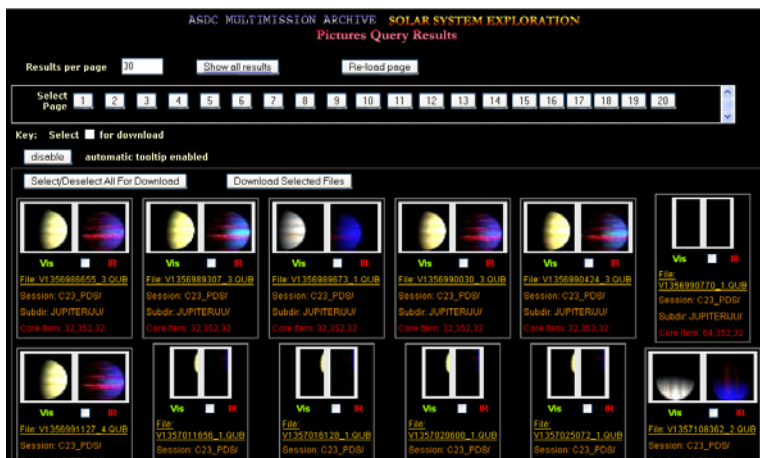 ASDC MULTIMISSION ARCHIVE SOLAR SYSTEM EXPLORATION
Pictures Query Results
Results per page 30 Show all results Re-load page
Select Page 1 2 3 4 5 6 7 8 9 10 11 12 13 14 15 16 17 18 19 20
Key: Select for download
disable automatic tooltip enabled
Select/Deselect All For Download Download Selected Files
Vis IR Vis IR Vis IR Vis IR Vis IR Vis IR
File: V1356986655_3.QUB File: V1356989307_3.QUB File: V1356989673_1.QUB File: V1356990030_3.QUB File: V1356990424_3.QUB File: V1356990770_1.QUB
Session: C23_PDS/ Session: C23_PDS/ Session: C23_PDS/ Session: C23_PDS/ Session: C23_PDS/ Session: C23_PDS/
Subdir: JUPITER/JU/ Subdir: JUPITER/JU/ Subdir: JUPITER/JU/ Subdir: JUPITER/JU/ Subdir: JUPITER/JU/ Subdir: JUPITER/JU/
Core Item: 32,352,32 Core Item: 32,352,32 Core Item: 32,352,32 Core Item: 32,352,32 Core Item: 32,352,32 Core Item: 64,352,32
Vis IR Vis IR Vis IR Vis IR Vis IR Vis IR
File: V1356991127_4.QUB File: V1357011656_1.QUB File: V1357016128_1.QUB File: V1357020600_1.QUB File: V1357025072_1.QUB File: V1357108362_2.QUB
Session: C23_PDS/ Session: C23_PDS/ Session: C23_PDS/ Session: C23_PDS/ Session: C23_PDS/ Session: C23_PDS/